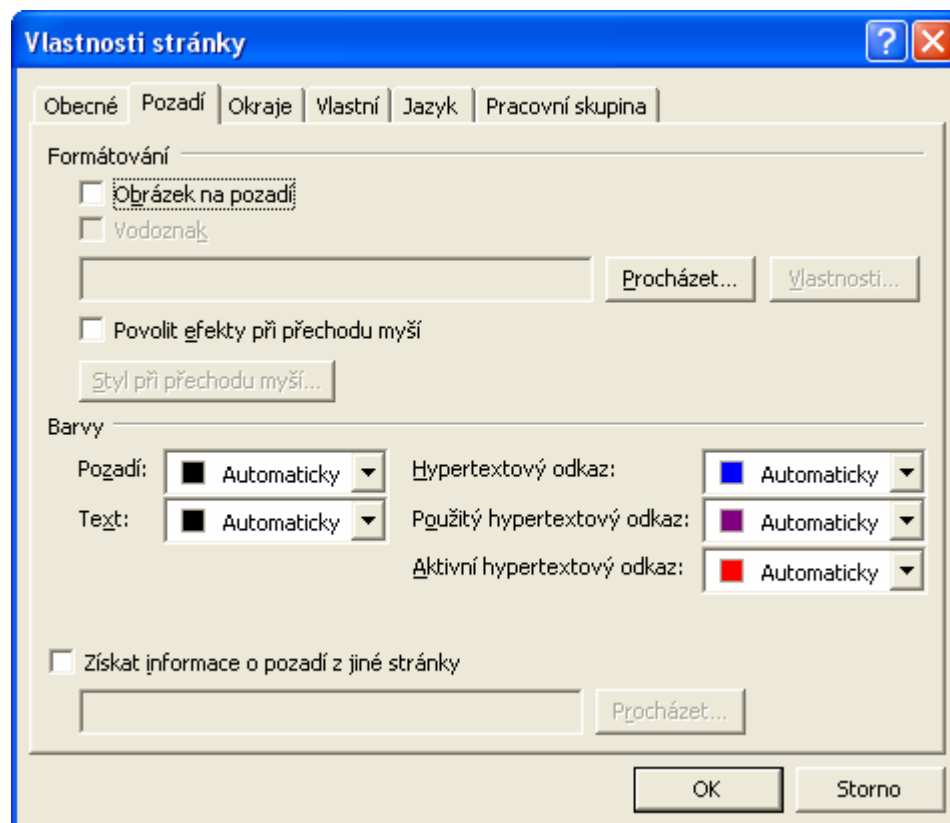 Vlastnosti stránky
Obecné Pozadí Okraje Vlastní Jazyk Pracovní skupina
Formátování
Obrázek na pozadí
Vodoznak
Procházet... Vlastnosti...
Povolit efekty při přechodu myší
Styl při přechodu myší...
Barvy
Pozadí: Automaticky Hypertextový odkaz: Automaticky
Text: Automaticky Použitý hypertextový odkaz: Automaticky
Aktivní hypertextový odkaz: Automaticky
Získat informace o pozadí z jiné stránky
Procházet...
OK Storno